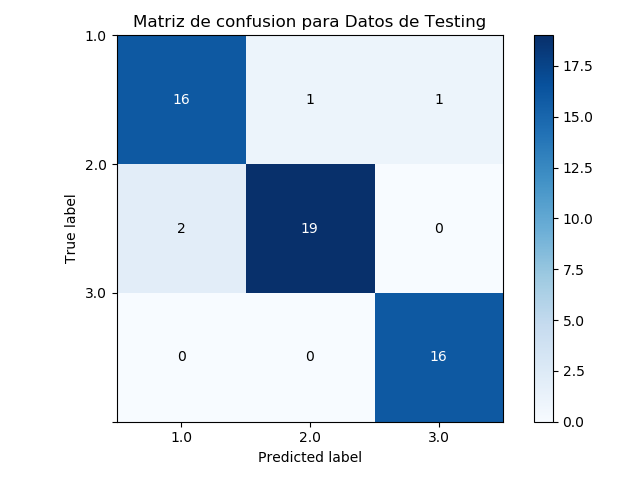 Matriz de confusion para Datos de Testing
1.0
16 1 1
2.0
2 19 0
3.0
0 0 16
1.0 2.0 3.0
True label
Predicted label
17.5
15.0
12.5
10.0
7.5
5.0
2.5
0.0